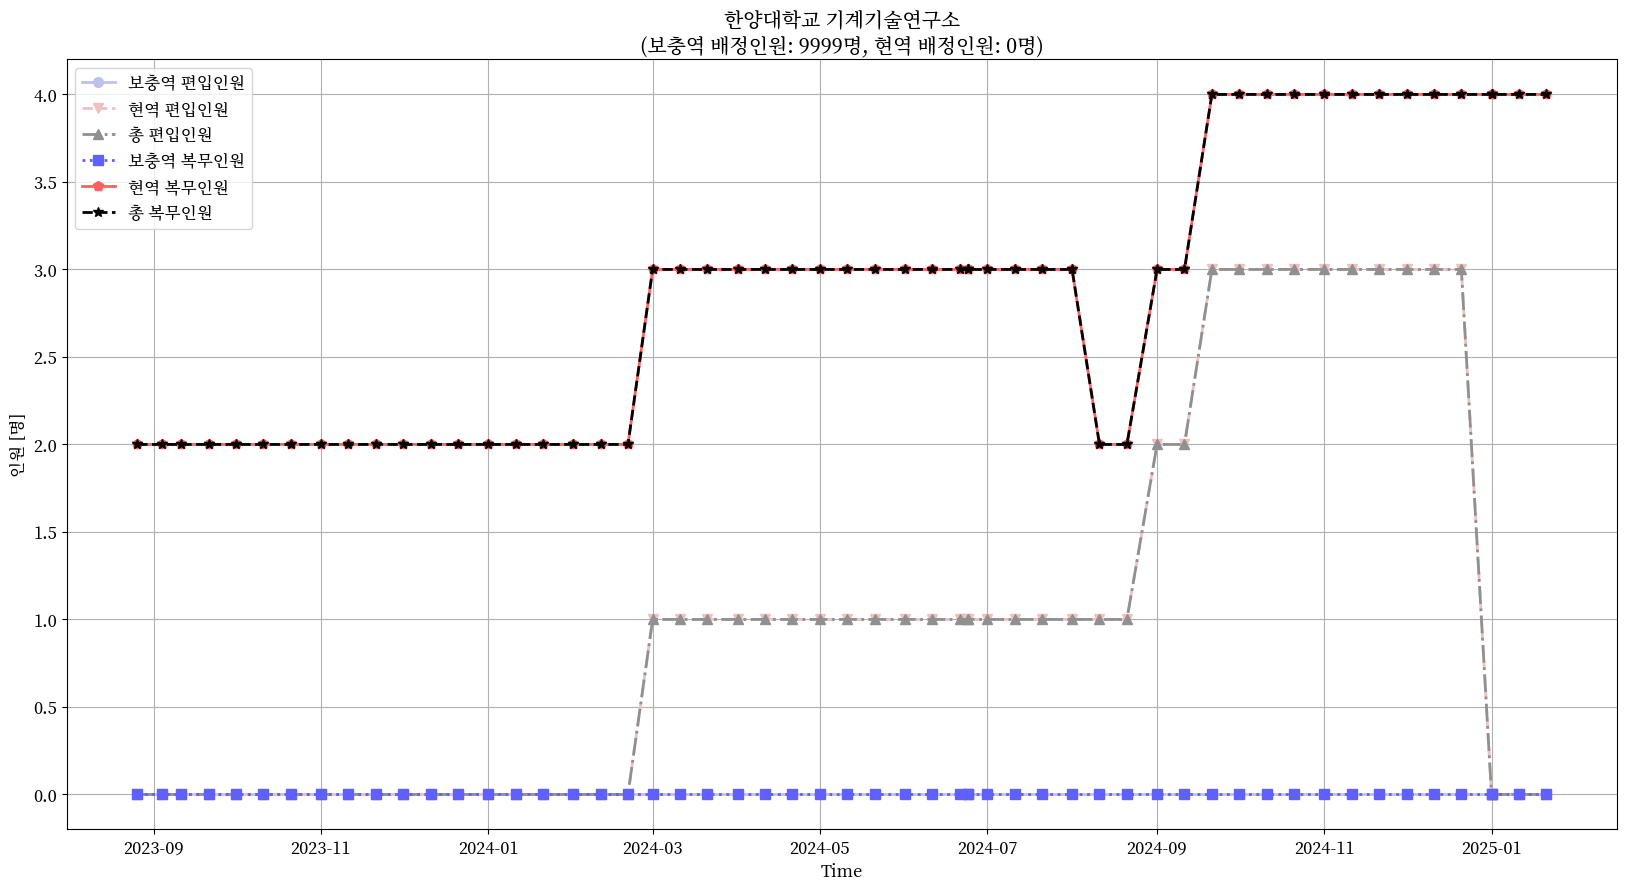 한양대학교 기계기술연구소
(보충역 배정인원: 9999명, 현역 배정인원: 0명)
보충역 편입인원
현역 편입인원
총 편입인원
보충역 복무인원
현역 복무인원
총 복무인원
4.0
3.5
3.0
2.5
2.0
1.5
1.0
0.5
0.0
인원 [명]
2023-09 2023-11 2024-01 2024-03 2024-05 2024-07 2024-09 2024-11 2025-01
Time